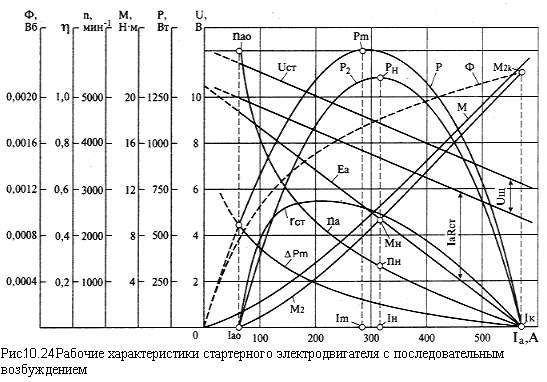 Φ, η n, M, P, U,
Вб мин⁻¹ Н·м Вт В
nао Pm
Uст P₂ Pн P Φ M₂k
M
0,0020 1,0 5000 20 1250 10
0,0016 0,8 4000 16 1000 8
Ea
0,0012 0,6 3000 12 750 6
Uщ
rст na IaRст
Mн
0,0008 0,4 2000 8 500 4
ΔPm nн
0,0004 0,2 1000 4 250 2
M₂
Iао Im Iн Iк
0 100 200 300 400 500 Iа,А
Рис10.24Рабочие характеристики стартерного электродвигателя с последовательным
возбуждением